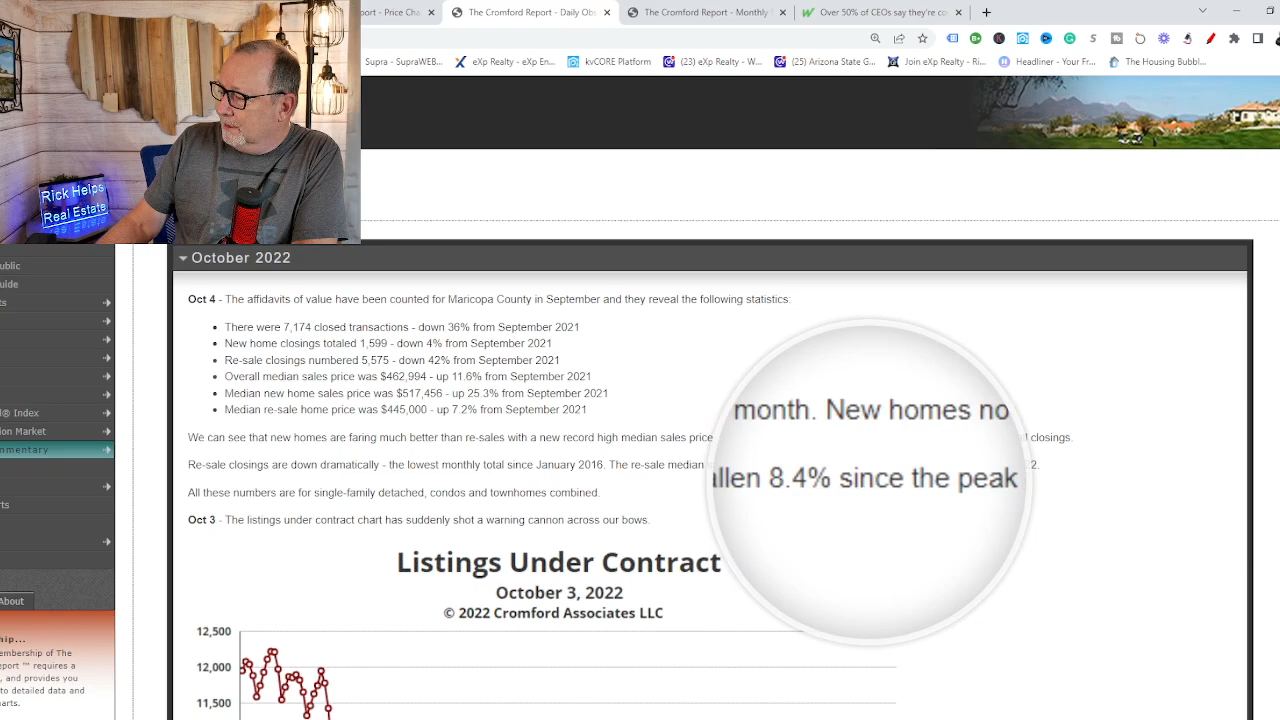 port - Price Cha
The Cromford Report - Daily Obs
The Cromford Report - Monthly
Over 50% of CEOs say they're co
Supra - SupraWEB...
eXp Realty - eXp En...
kvCORE Platform
(23) eXp Realty - W...
(25) Arizona State G...
Join eXp Realty - Ri...
Headliner - Your Fr...
The Housing Bubbl...
Rick Helps
Real Estate
ublic
uide
ts
l® Index
ion Market
mmentary
rts
About
hip...
embership of The
eport ™ requires a
, and provides you
to detailed data and
arts.
October 2022
Oct 4 - The affidavits of value have been counted for Maricopa County in September and they reveal the following statistics:
There were 7,174 closed transactions - down 36% from September 2021
New home closings totaled 1,599 - down 4% from September 2021
Re-sale closings numbered 5,575 - down 42% from September 2021
Overall median sales price was $462,994 - up 11.6% from September 2021
Median new home sales price was $517,456 - up 25.3% from September 2021
Median re-sale home price was $445,000 - up 7.2% from September 2021
month. New homes no
We can see that new homes are faring much better than re-sales with a new record high median sales price closings.
Re-sale closings are down dramatically - the lowest monthly total since January 2016. The re-sale median 2.
allen 8.4% since the peak
All these numbers are for single-family detached, condos and townhomes combined.
Oct 3 - The listings under contract chart has suddenly shot a warning cannon across our bows.
Listings Under Contract
October 3, 2022
© 2022 Cromford Associates LLC
12,500
12,000
11,500